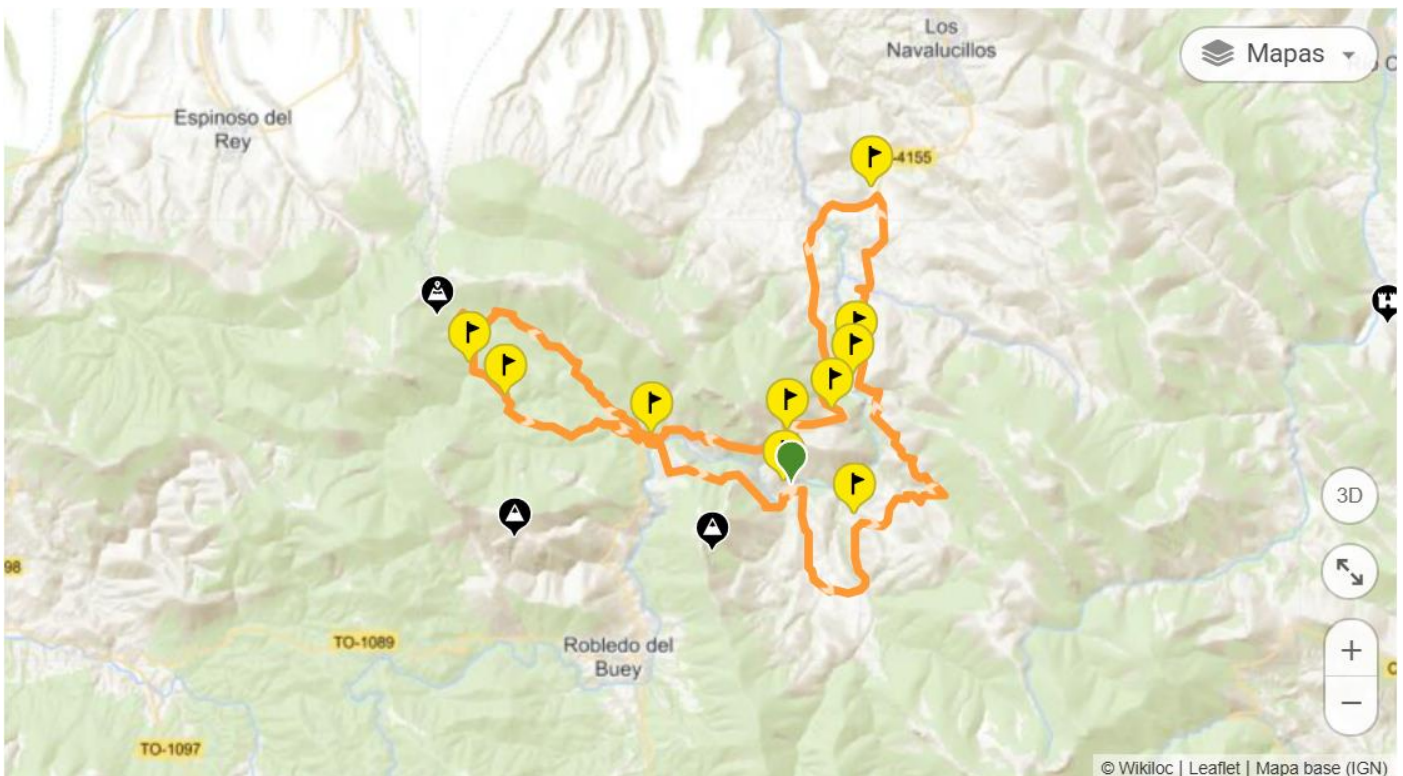 Los
Navalucillos
Mapas
Espinoso del
Rey
-4155
3D
98
TO-1089
Robledo del
Buey
+
−
TO-1097
© Wikiloc | Leaflet | Mapa base (IGN)